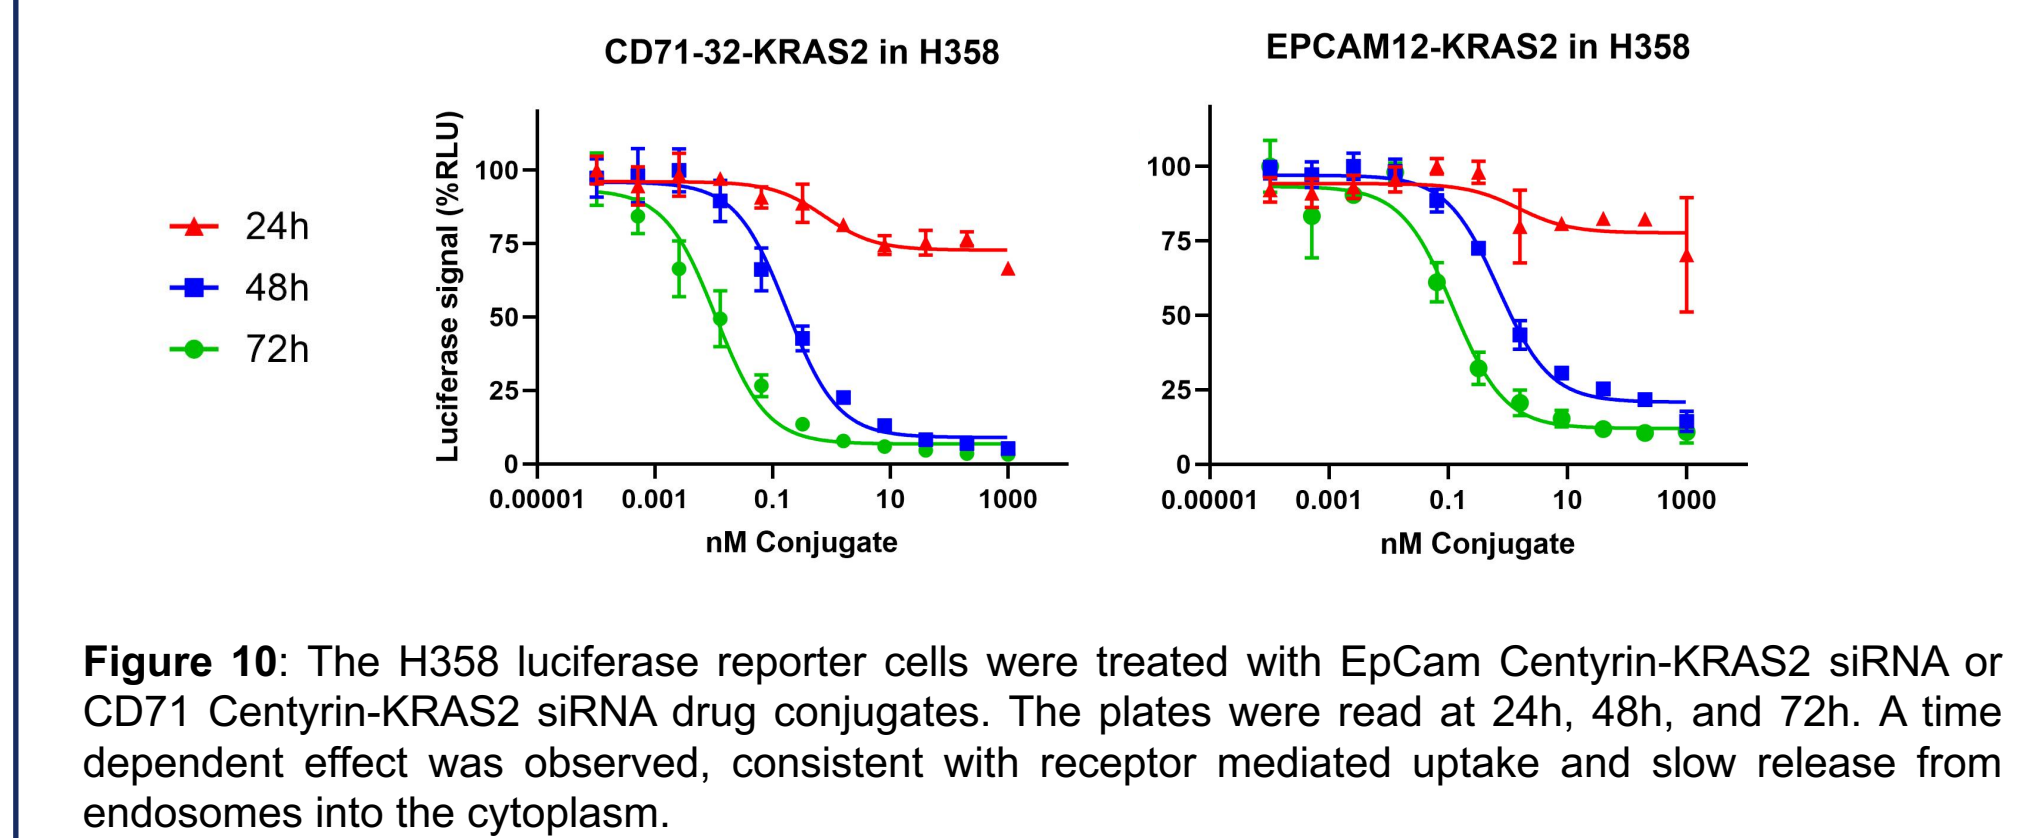 CD71-32-KRAS2 in H358
EPCAM12-KRAS2 in H358
24h
48h
72h
Luciferase signal (%RLU)
100
75
50
25
0
0.00001 0.001 0.1 10 1000
nM Conjugate
100
75
50
25
0
0.00001 0.001 0.1 10 1000
nM Conjugate
Figure 10: The H358 luciferase reporter cells were treated with EpCam Centyrin-KRAS2 siRNA or
CD71 Centyrin-KRAS2 siRNA drug conjugates. The plates were read at 24h, 48h, and 72h. A time
dependent effect was observed, consistent with receptor mediated uptake and slow release from
endosomes into the cytoplasm.